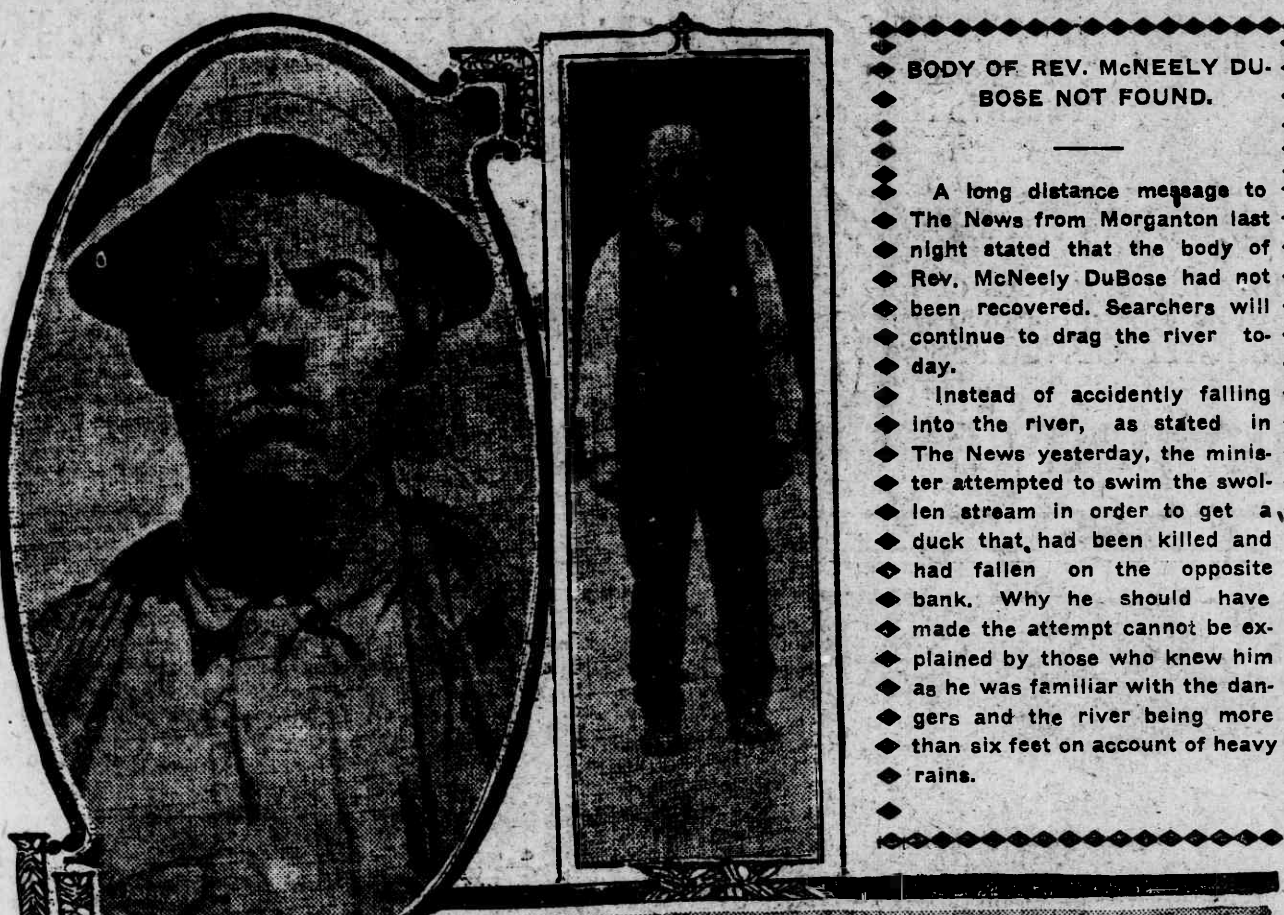 BODY OF REV. McNEELY DU-
BOSE NOT FOUND.
A long distance message to
The News from Morganton last
night stated that the body of
Rev. McNeely DuBose had not
been recovered. Searchers will
continue to drag the river to-
day.
Instead of accidently falling
into the river, as stated in
The News yesterday, the minis-
ter attempted to swim the swol-
len stream in order to get a
duck that had been killed and
had fallen on the opposite
bank. Why he should have
made the attempt cannot be ex-
plained by those who knew him
as he was familiar with the dan-
gers and the river being more
than six feet on account of heavy
rains.